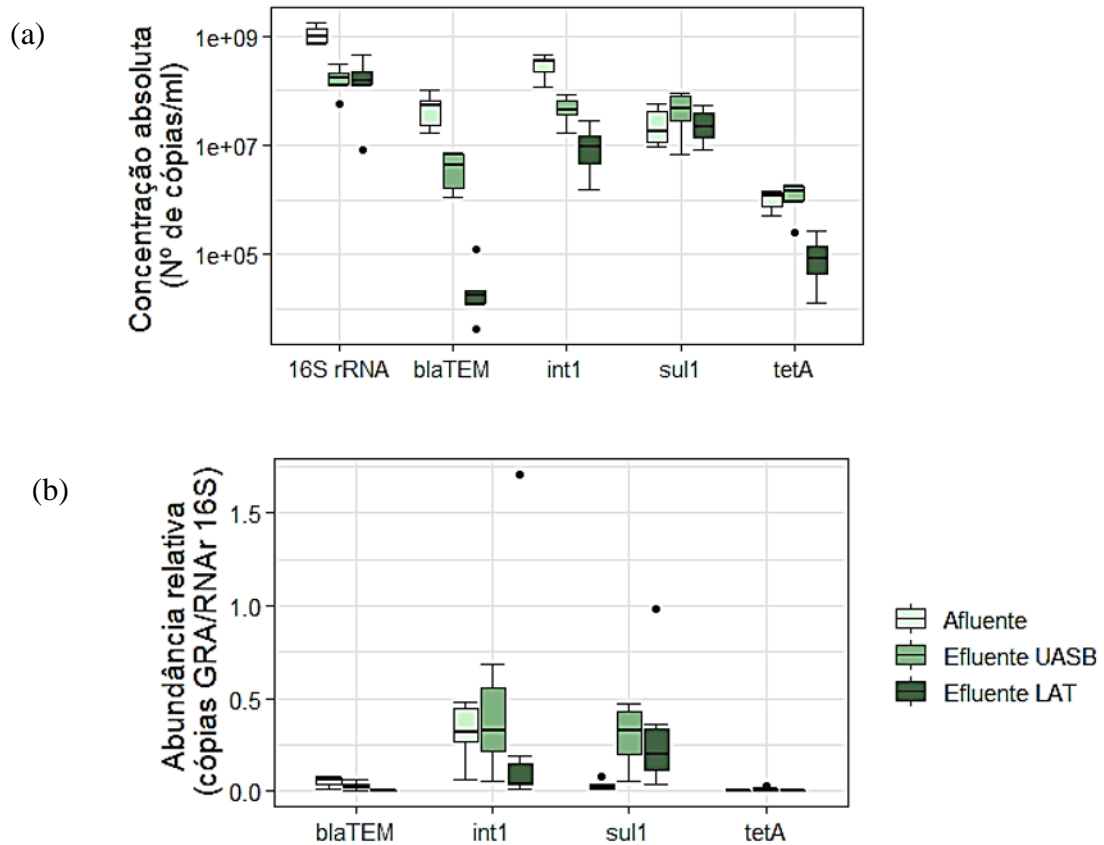 (a)
Concentração absoluta
(Nº de cópias/ml)
1e+09
1e+07
1e+05
16S rRNA blaTEM int1 sul1 tetA
(b)
Abundância relativa
(cópias GRA/RNAr 16S)
1.5
1.0
0.5
0.0
blaTEM int1 sul1 tetA
Afluente
Efluente UASB
Efluente LAT